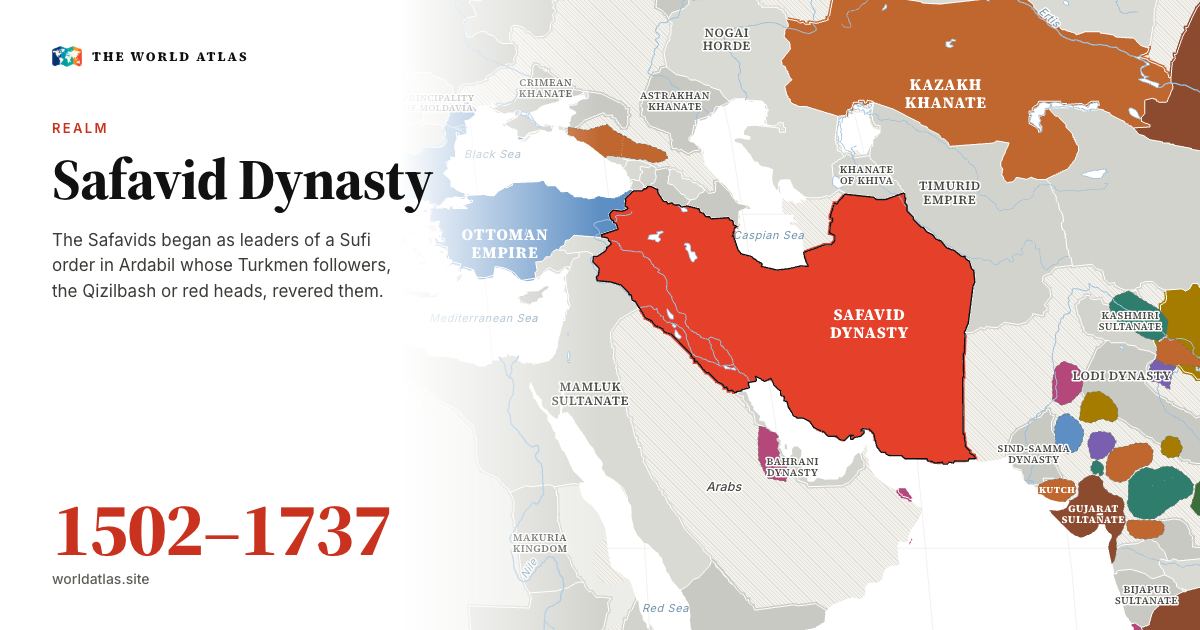 THE WORLD ATLAS
REALM
Safavid Dynasty
The Safavids began as leaders of a Sufi
order in Ardabil whose Turkmen followers,
the Qizilbash or red heads, revered them.
1502–1737
worldatlas.site
NOGAI
HORDE
Ertis
CRIMEAN
KHANATE
ASTRAKHAN
KHANATE
KAZAKH
KHANATE
MOLDAVIA
Black Sea
KHANATE
OF KHIVA
TIMURID
EMPIRE
OTTOMAN
EMPIRE
Caspian Sea
SAFAVID
DYNASTY
Mediterranean Sea
KASHMIRI
SULTANATE
LODI DYNASTY
MAMLUK
SULTANATE
SIND-SAMMA
DYNASTY
BAHRANI
DYNASTY
Arabs
KUTCH
GUJARAT
SULTANATE
MAKURIA
KINGDOM
Nile
BIJAPUR
SULTANATE
Red Sea